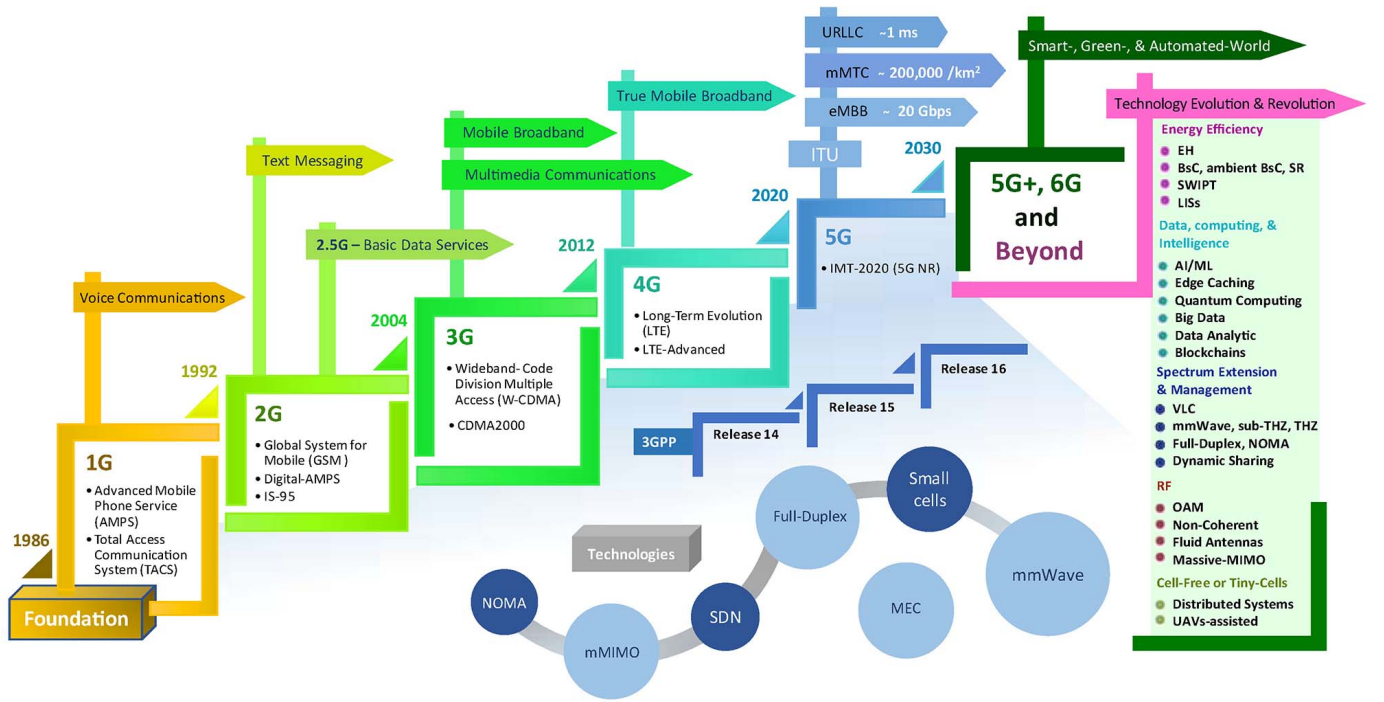 Foundation
1986
1G
• Advanced Mobile
Phone Service
(AMPS)
• Total Access
Communication
System (TACS)
Voice Communications
1992
2G
• Global System for
Mobile (GSM )
• Digital-AMPS
• IS-95
Text Messaging
2.5G – Basic Data Services
2004
3G
• Wideband- Code
Division Multiple
Access (W-CDMA)
• CDMA2000
Mobile Broadband
Multimedia Communications
2012
4G
• Long-Term Evolution
(LTE)
• LTE-Advanced
True Mobile Broadband
2020
5G
• IMT-2020 (5G NR)
ITU
URLLC ~1 ms
mMTC ~ 200,000 /km²
eMBB ~ 20 Gbps
2030
5G+, 6G
and
Beyond
Smart-, Green-, & Automated-World
Technology Evolution & Revolution
Energy Efficiency
EH
BsC, ambient BsC, SR
SWIPT
LISs
Data, computing, &
Intelligence
AI/ML
Edge Caching
Quantum Computing
Big Data
Data Analytic
Blockchains
Spectrum Extension
& Management
VLC
mmWave, sub-THZ, THZ
Full-Duplex, NOMA
Dynamic Sharing
RF
OAM
Non-Coherent
Fluid Antennas
Massive-MIMO
Cell-Free or Tiny-Cells
Distributed Systems
UAVs-assisted
3GPP
Release 14
Release 15
Release 16
Technologies
NOMA
mMIMO
SDN
Full-Duplex
Small
cells
MEC
mmWave